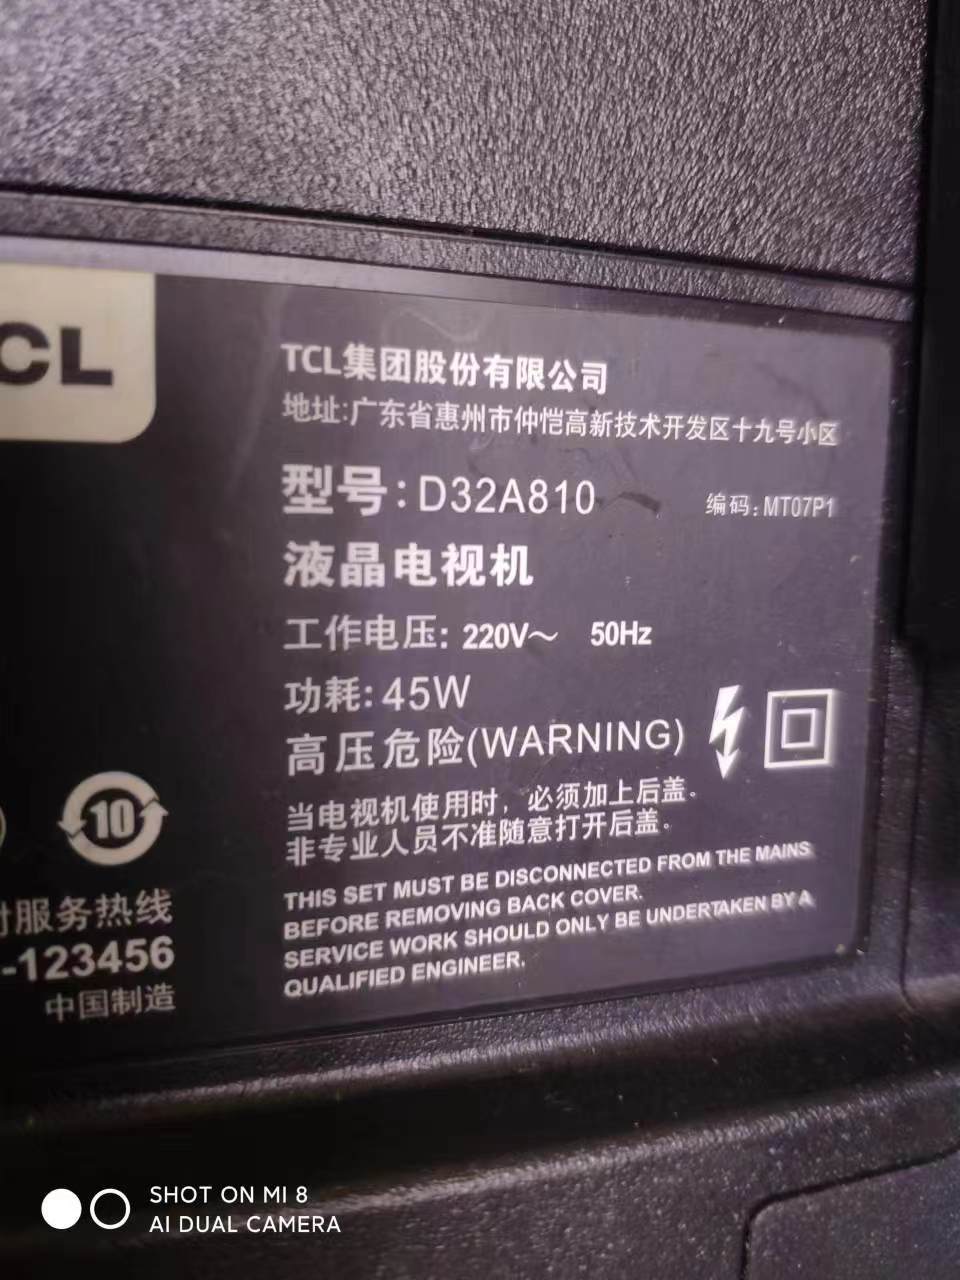 CL
TCL集团股份有限公司
地址:广东省惠州市仲恺高新技术开发区十九号小区
型号:D32A810
编码:MT07P1
液晶电视机
工作电压: 220V~ 50Hz
功耗:45W
高压危险(WARNING)
当电视机使用时，必须加上后盖。
非专业人员不准随意打开后盖。
THIS SET MUST BE DISCONNECTED FROM THE MAINS
BEFORE REMOVING BACK COVER.
SERVICE WORK SHOULD ONLY BE UNDERTAKEN BY A
QUALIFIED ENGINEER.
10
服务热线
-123456
中国制造
SHOT ON MI 8
AI DUAL CAMERA